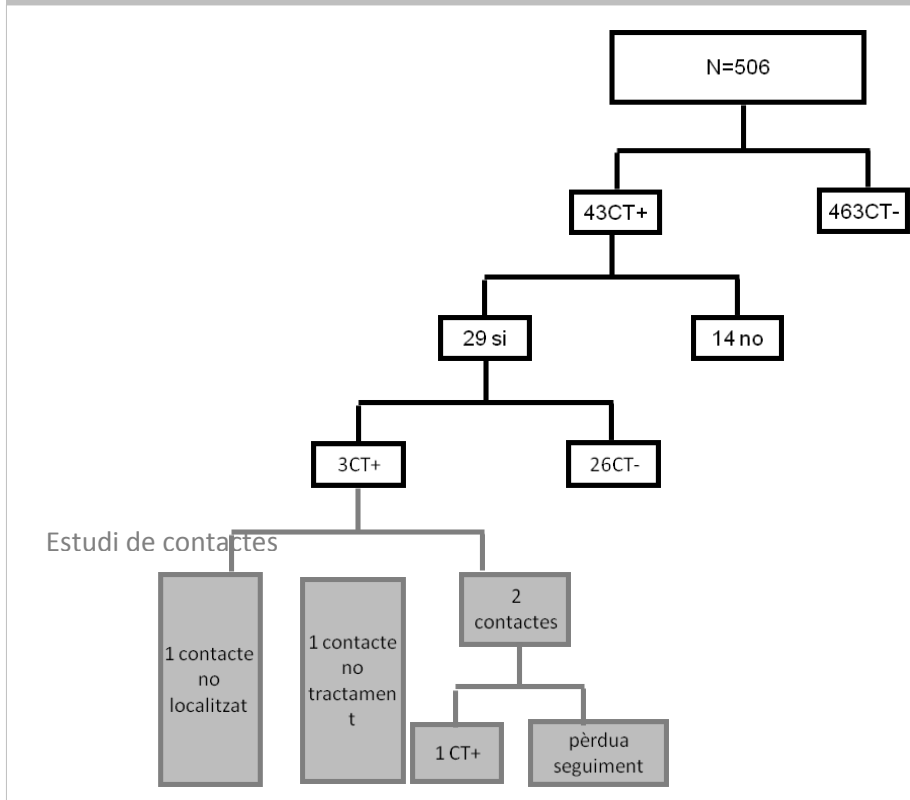 N=506
43CT+
463CT-
29 si
14 no
3CT+
26CT-
Estudi de contactes
1 contacte
no
localitzat
1 contacte
no
tractamen
t
2
contactes
1 CT+
pèrdua
seguiment